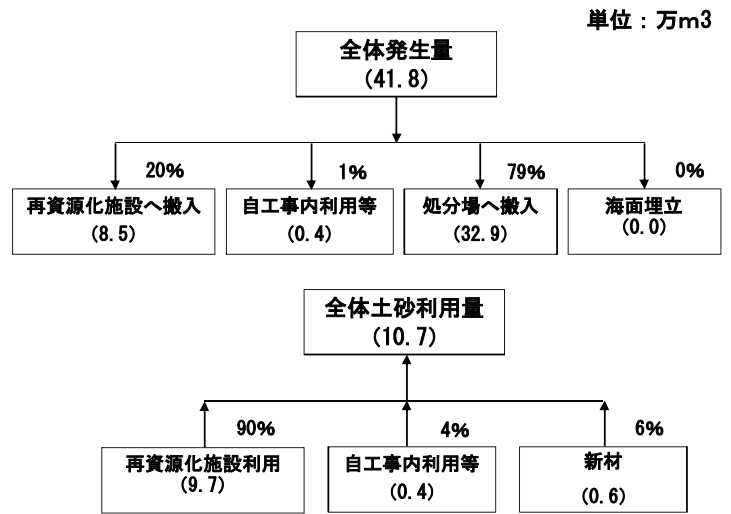 単位：万m3
全体発生量
(41.8)
20%
1%
79%
0%
再資源化施設へ搬入
(8.5)
自工事内利用等
(0.4)
処分場へ搬入
(32.9)
海面埋立
(0.0)
全体土砂利用量
(10.7)
90%
4%
6%
再資源化施設利用
(9.7)
自工事内利用等
(0.4)
新材
(0.6)